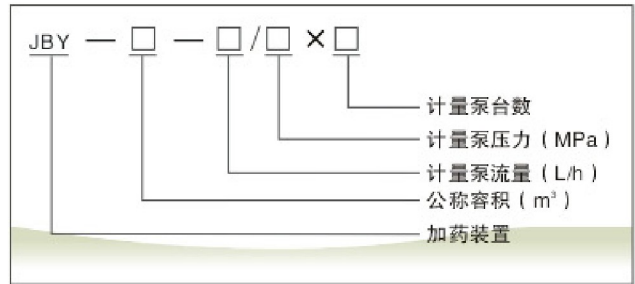 JBY — □ — □/□×□
计量泵台数
计量泵压力（MPa）
计量泵流量（L/h）
公称容积（m³）
加药装置